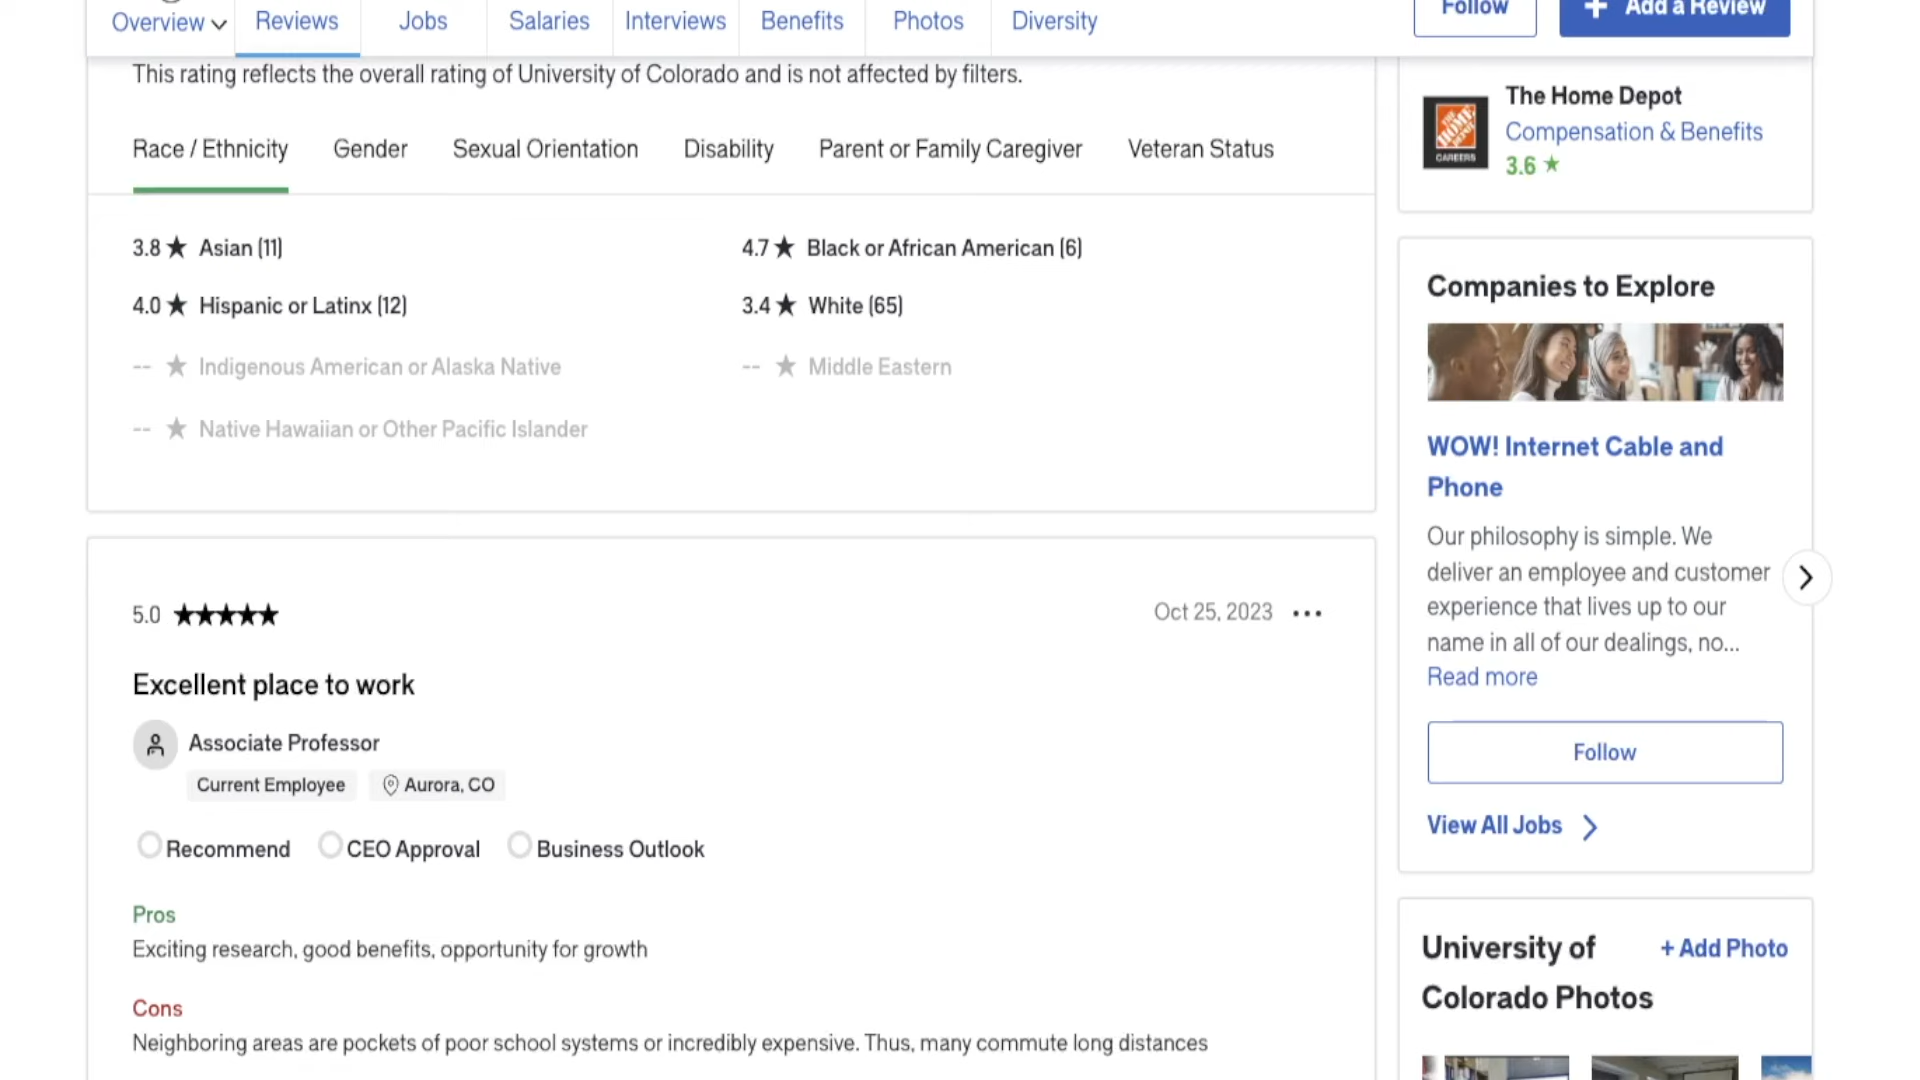 Overview
Reviews
Jobs
Salaries
Interviews
Benefits
Photos
Diversity
Follow
+ Add a Review
This rating reflects the overall rating of University of Colorado and is not affected by filters.
Race / Ethnicity
Gender
Sexual Orientation
Disability
Parent or Family Caregiver
Veteran Status
3.8 ★ Asian (11)
4.7 ★ Black or African American (6)
4.0 ★ Hispanic or Latinx (12)
3.4 ★ White (65)
-- ★ Indigenous American or Alaska Native
-- ★ Middle Eastern
-- ★ Native Hawaiian or Other Pacific Islander
5.0 ★★★★★
Oct 25, 2023
Excellent place to work
Associate Professor
Current Employee
Aurora, CO
Recommend
CEO Approval
Business Outlook
Pros
Exciting research, good benefits, opportunity for growth
Cons
Neighboring areas are pockets of poor school systems or incredibly expensive. Thus, many commute long distances
THE
HOME
DEPOT
CAREERS
The Home Depot
Compensation & Benefits
3.6 ★
Companies to Explore
WOW! Internet Cable and
Phone
Our philosophy is simple. We
deliver an employee and customer
experience that lives up to our
name in all of our dealings, no...
Read more
Follow
View All Jobs
University of
Colorado Photos
+ Add Photo